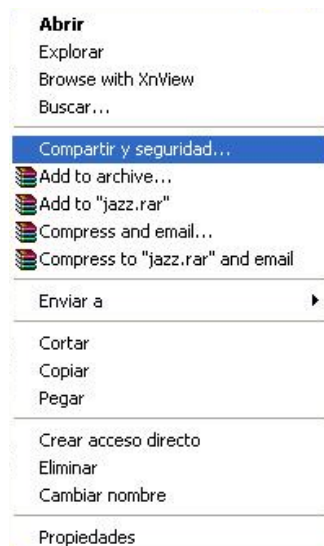 Abrir
Explorar
Browse with XnView
Buscar...
Compartir y seguridad...
Add to archive...
Add to "jazz.rar"
Compress and email...
Compress to "jazz.rar" and email
Enviar a
Cortar
Copiar
Pegar
Crear acceso directo
Eliminar
Cambiar nombre
Propiedades